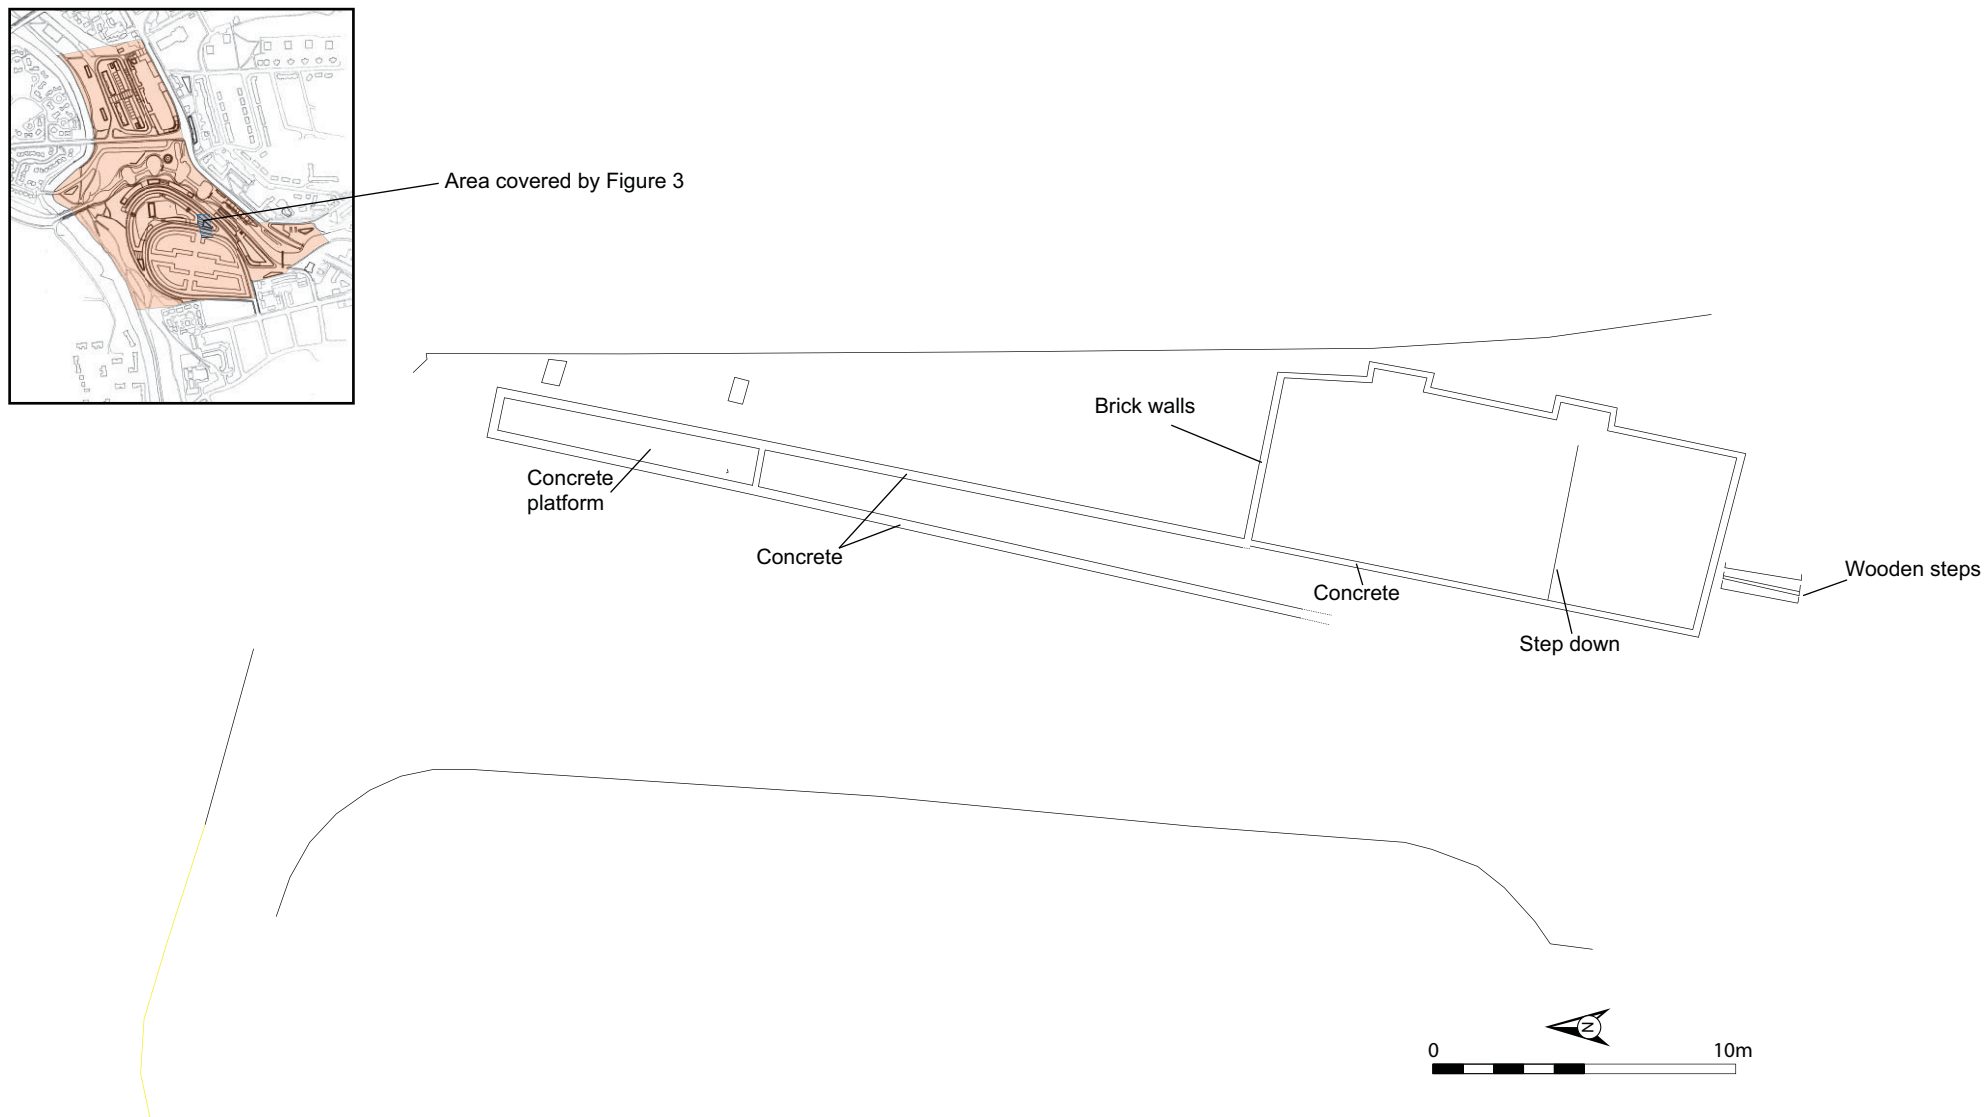 Area covered by Figure 3
Brick walls
Concrete
platform
Concrete
Concrete
Wooden steps
Step down
N
0 10m